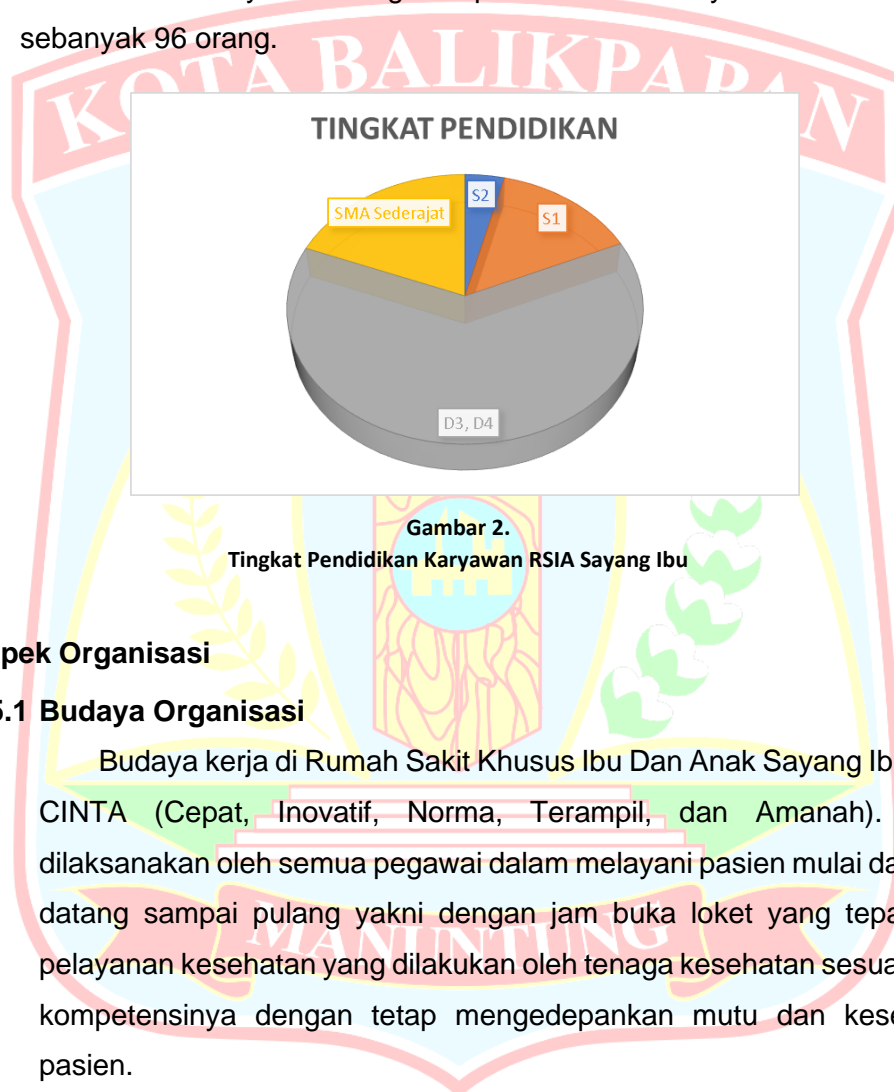 sebanyak 96 orang.
KOTA BALIKPAPAN
TINGKAT PENDIDIKAN
S2
SMA Sederajat
S1
D3, D4
Gambar 2.
Tingkat Pendidikan Karyawan RSIA Sayang Ibu
pek Organisasi
5.1 Budaya Organisasi
Budaya kerja di Rumah Sakit Khusus Ibu Dan Anak Sayang Ib
CINTA (Cepat, Inovatif, Norma, Terampil, dan Amanah).
dilaksanakan oleh semua pegawai dalam melayani pasien mulai da
datang sampai pulang yakni dengan jam buka loket yang tepa
pelayanan kesehatan yang dilakukan oleh tenaga kesehatan sesua
MANUNTUNG
kompetensinya dengan tetap mengedepankan mutu dan kese
pasien.